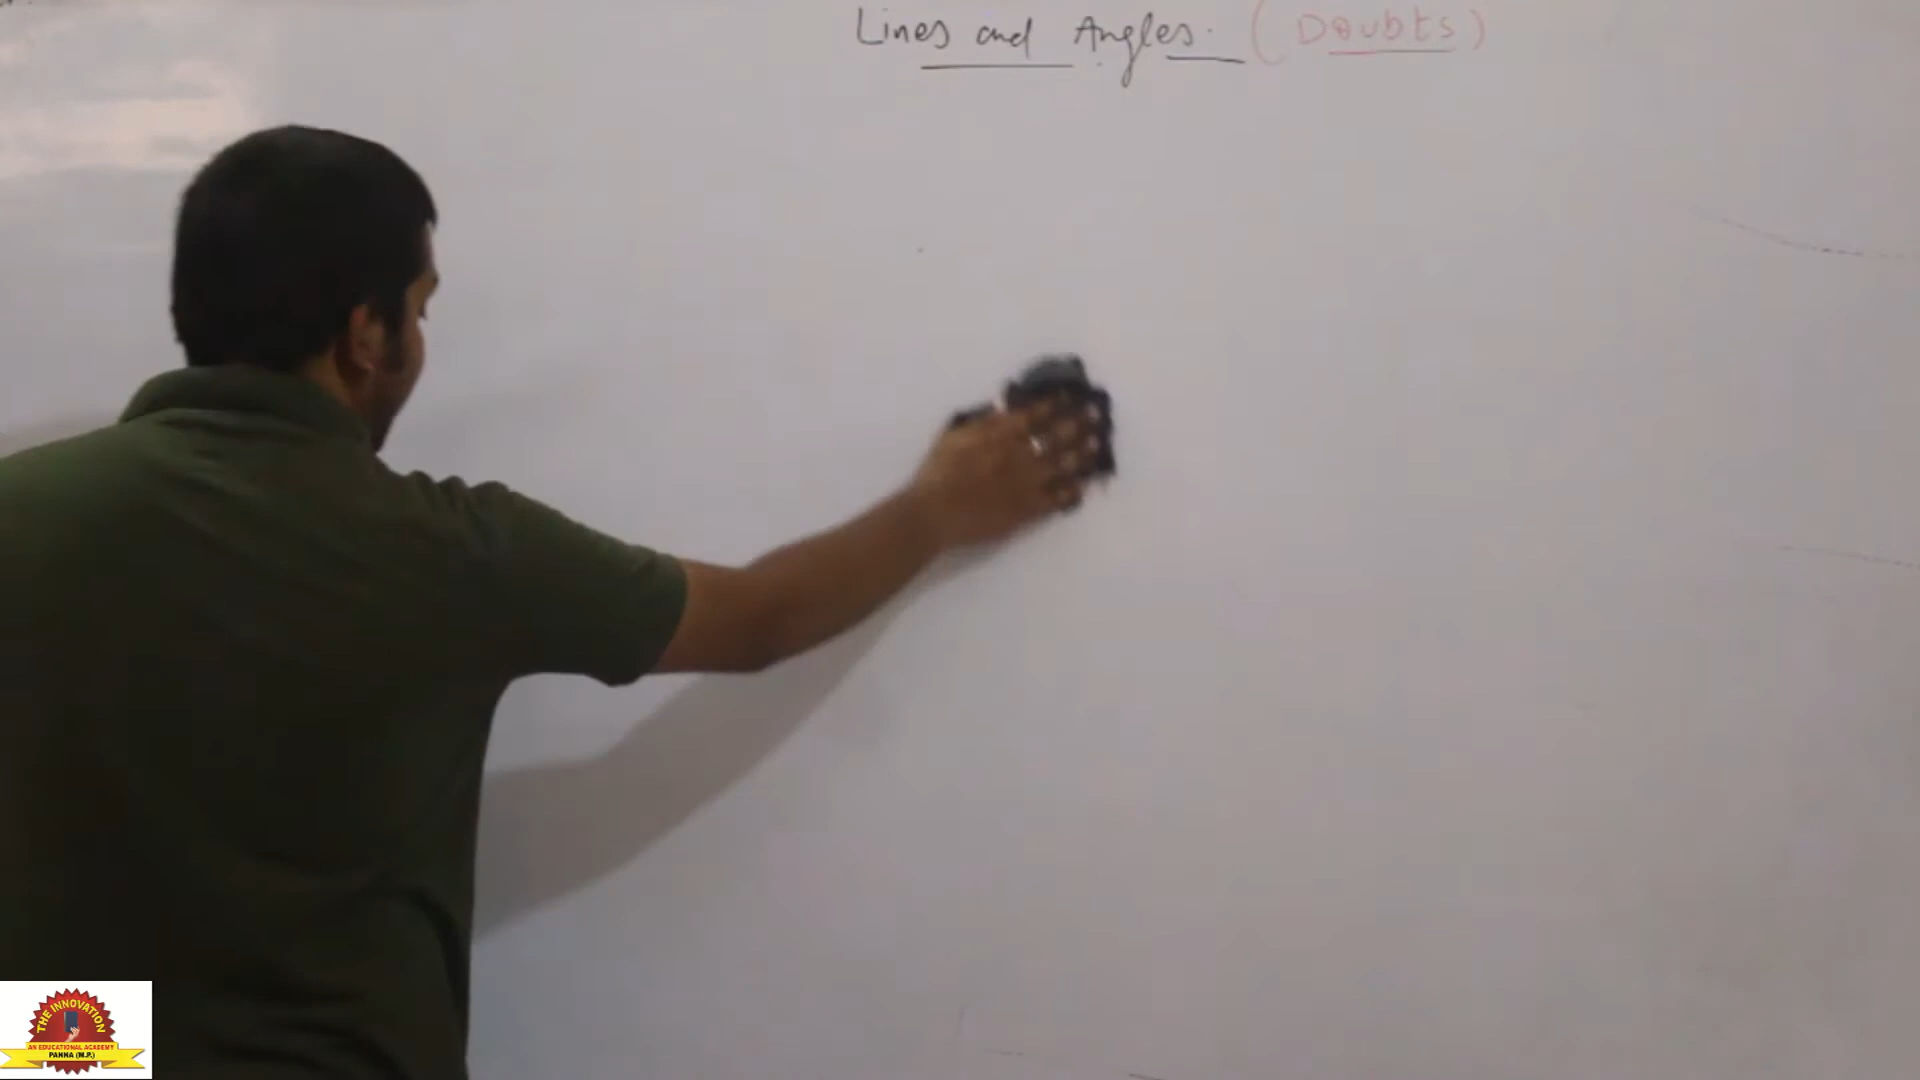 Lines and Angles. (Doubts)
THE INNOVATION
AN EDUCATIONAL ACADEMY
PANNA (M.P.)